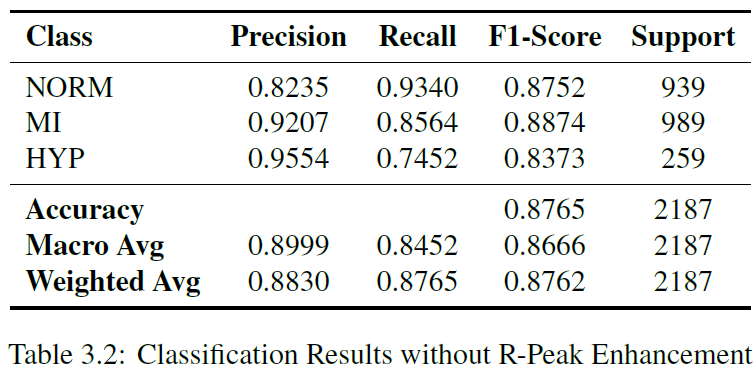 Class Precision Recall F1-Score Support
NORM 0.8235 0.9340 0.8752 939
MI 0.9207 0.8564 0.8874 989
HYP 0.9554 0.7452 0.8373 259
Accuracy 0.8765 2187
Macro Avg 0.8999 0.8452 0.8666 2187
Weighted Avg 0.8830 0.8765 0.8762 2187
Table 3.2: Classification Results without R-Peak Enhancement